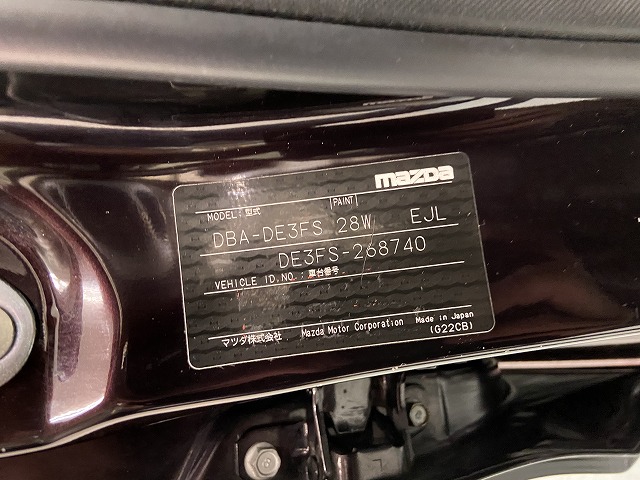 mazda
MODEL: 型式 PAINT
DBA-DE3FS 28W EJL
DE3FS-268740
VEHICLE ID.NO.: 車台番号
マツダ株式会社 Mazda Motor Corporation Made in Japan
(G22CB)